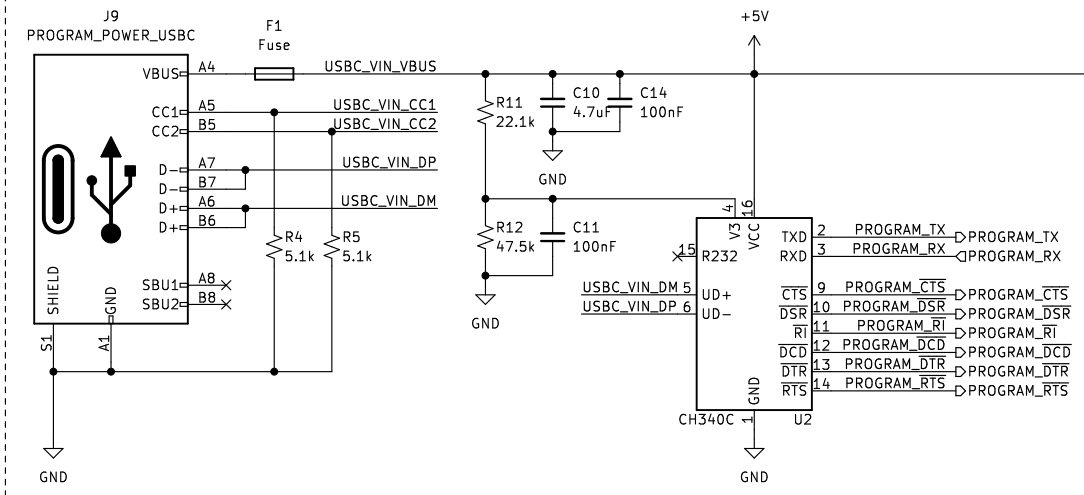 J9
PROGRAM_POWER_USBC
F1
Fuse
+5V
VBUS A4
USBC_VIN_VBUS
CC1 A5
USBC_VIN_CC1
CC2 B5
USBC_VIN_CC2
D- A7
USBC_VIN_DP
D- B7
D+ A6
USBC_VIN_DM
D+ B6
SBU1 A8
SBU2 B8
SHIELD
GND
S1
A1
GND
R4
5.1k
R5
5.1k
R11
22.1k
C10
4.7uF
C14
100nF
GND
R12
47.5k
C11
100nF
GND
4
16
V3
VCC
15 R232
USBC_VIN_DM 5 UD+
USBC_VIN_DP 6 UD-
TXD 2 PROGRAM_TX PROGRAM_TX
RXD 3 PROGRAM_RX PROGRAM_RX
CTS 9 PROGRAM_CTS PROGRAM_CTS
DSR 10 PROGRAM_DSR PROGRAM_DSR
RI 11 PROGRAM_RI PROGRAM_RI
DCD 12 PROGRAM_DCD PROGRAM_DCD
DTR 13 PROGRAM_DTR PROGRAM_DTR
RTS 14 PROGRAM_RTS PROGRAM_RTS
GND
CH340C 1 U2
GND